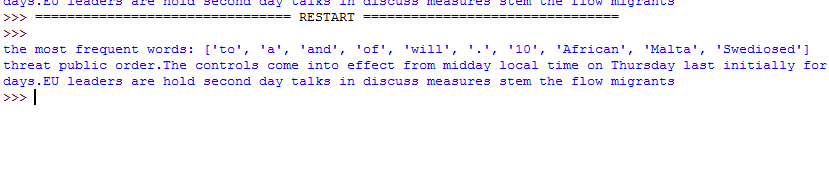 days.EU leaders are hold second day talks in discuss measures stem the flow migrants
>>> ================================ RESTART ================================
>>>
the most frequent words: ['to', 'a', 'and', 'of', 'will', '.', '10', 'African', 'Malta', 'Swediosed']
threat public order.The controls come into effect from midday local time on Thursday last initially for
days.EU leaders are hold second day talks in discuss measures stem the flow migrants
>>>